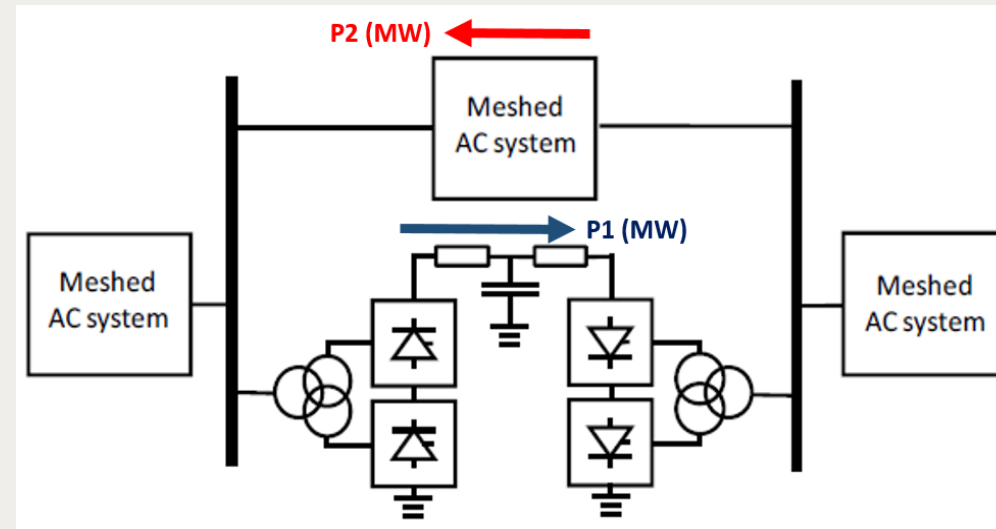 P2 (MW)
Meshed
AC system
P1 (MW)
Meshed
AC system
Meshed
AC system